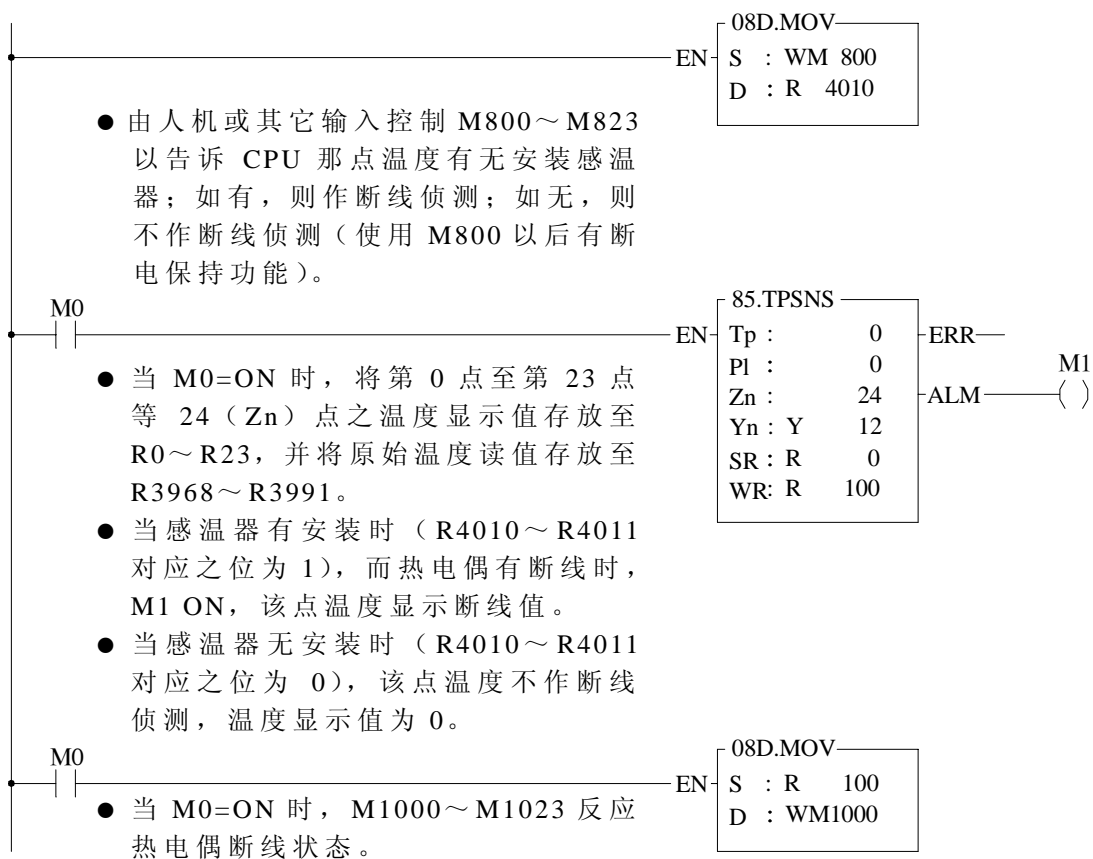 08D.MOV
EN S : WM 800
D : R 4010
● 由人机或其它输入控制 M800～M823
以告诉 CPU 那点温度有无安装感温
器；如有，则作断线侦测；如无，则
不作断线侦测（使用 M800 以后有断
电保持功能）。
M0
85.TPSNS
EN Tp : 0 ERR
Pl : 0 M1
Zn : 24 ALM ( )
Yn : Y 12
SR : R 0
WR: R 100
● 当 M0=ON 时，将第 0 点至第 23 点
等 24（Zn）点之温度显示值存放至
R0～R23，并将原始温度读值存放至
R3968～R3991。
● 当感温器有安装时（R4010～R4011
对应之位为 1），而热电偶有断线时，
M1 ON，该点温度显示断线值。
● 当感温器无安装时（R4010～R4011
对应之位为 0），该点温度不作断线
侦测，温度显示值为 0。
M0
08D.MOV
EN S : R 100
D : WM1000
● 当 M0=ON 时，M1000～M1023 反应
热电偶断线状态。